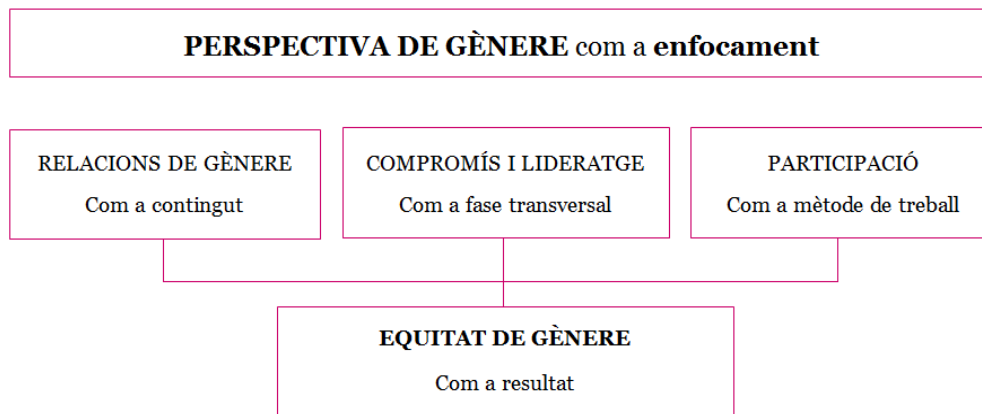 PERSPECTIVA DE GÈNERE com a enfocament
RELACIONS DE GÈNERE
Com a contingut
COMPROMÍS I LIDERATGE
Com a fase transversal
PARTICIPACIÓ
Com a mètode de treball
EQUITAT DE GÈNERE
Com a resultat